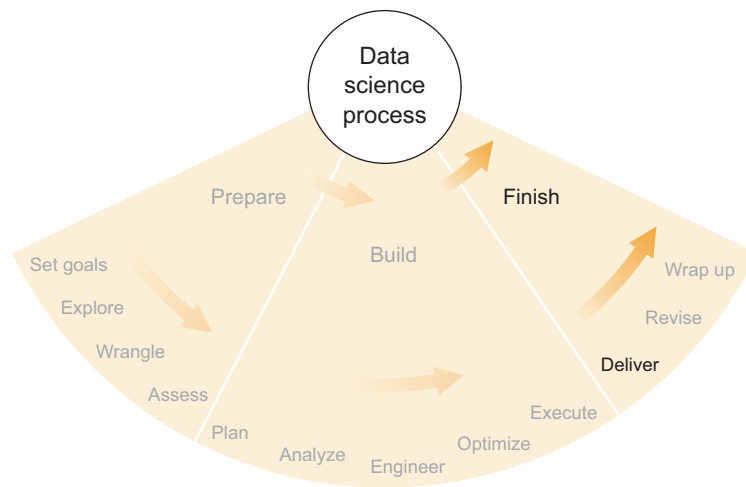 Data
science
process
Prepare
Finish
Build
Set goals
Explore
Wrangle
Assess
Plan
Analyze
Engineer
Optimize
Execute
Deliver
Revise
Wrap up